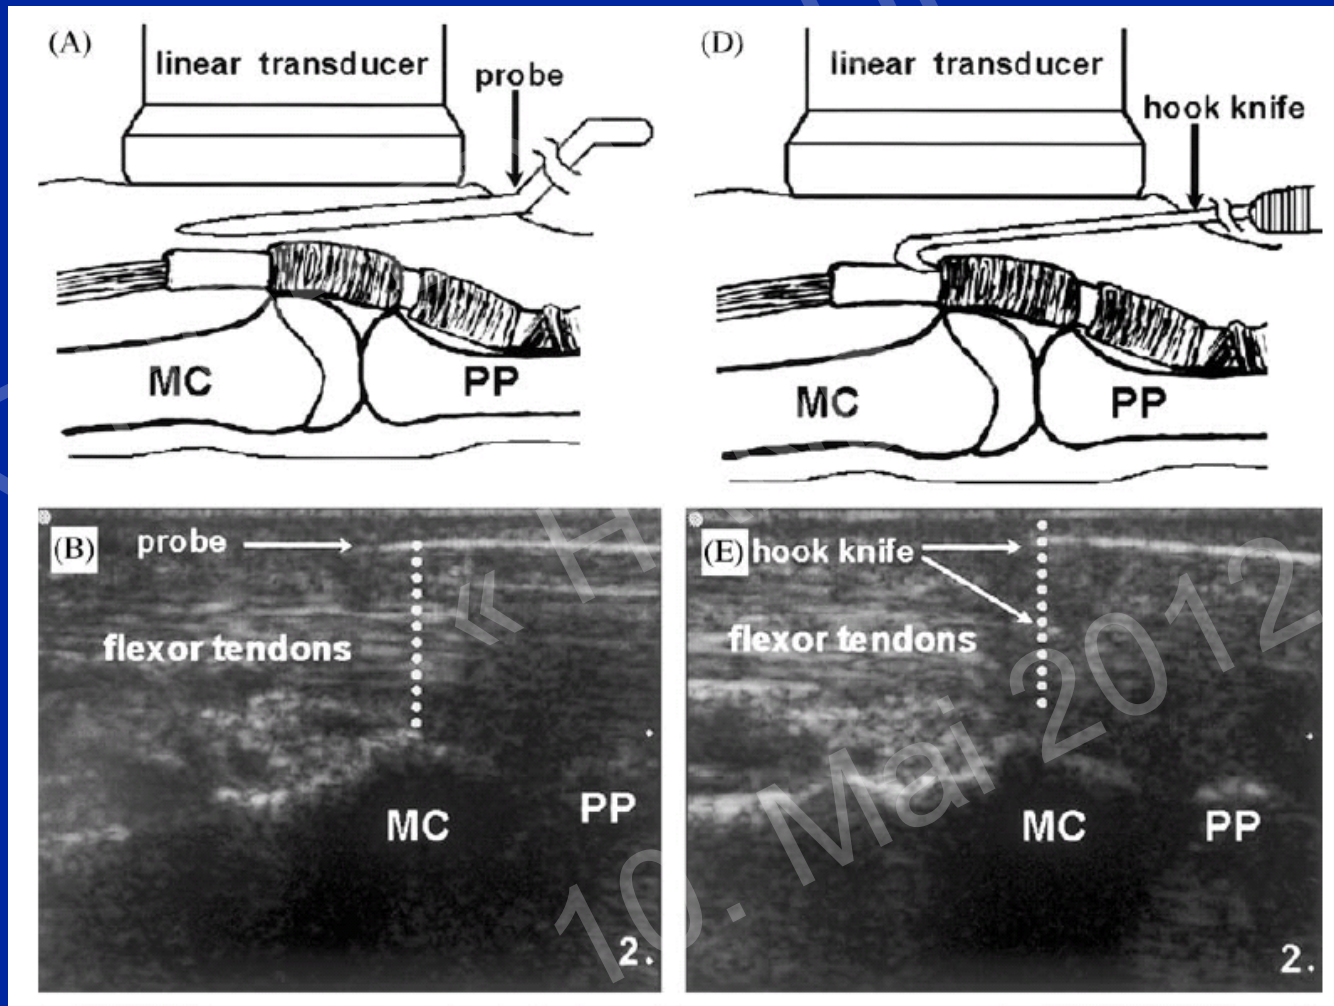 (A)
linear transducer
probe
MC
PP
(D)
linear transducer
hook knife
MC
PP
(B)
probe
flexor tendons
MC
PP
2.
(E) hook knife
flexor tendons
MC
PP
2.
10. Mai 2012